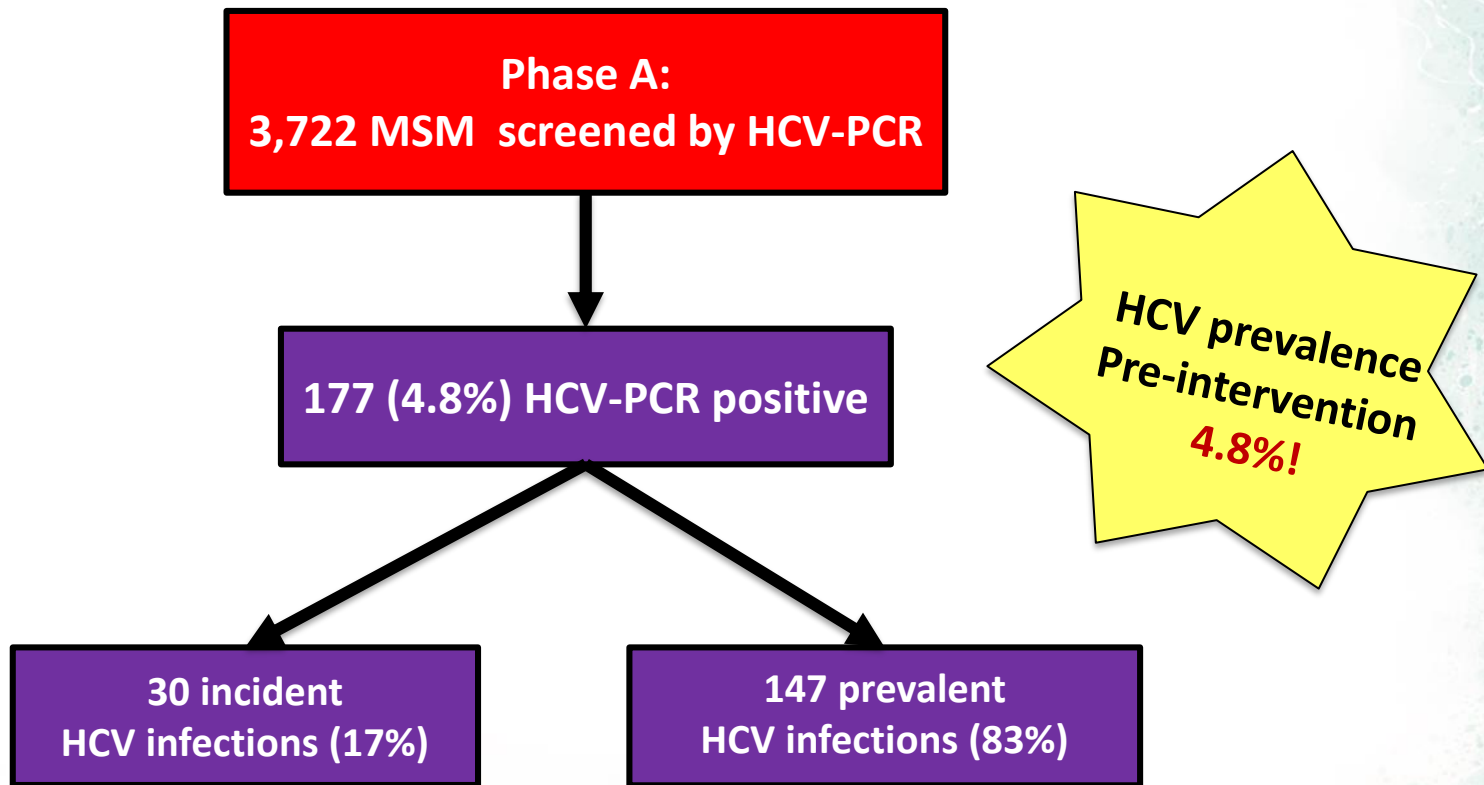 Phase A:
3,722 MSM  screened by HCV-PCR
177 (4.8%) HCV-PCR positive
HCV prevalence
Pre-intervention
4.8%!
30 incident
HCV infections (17%)
147 prevalent
HCV infections (83%)